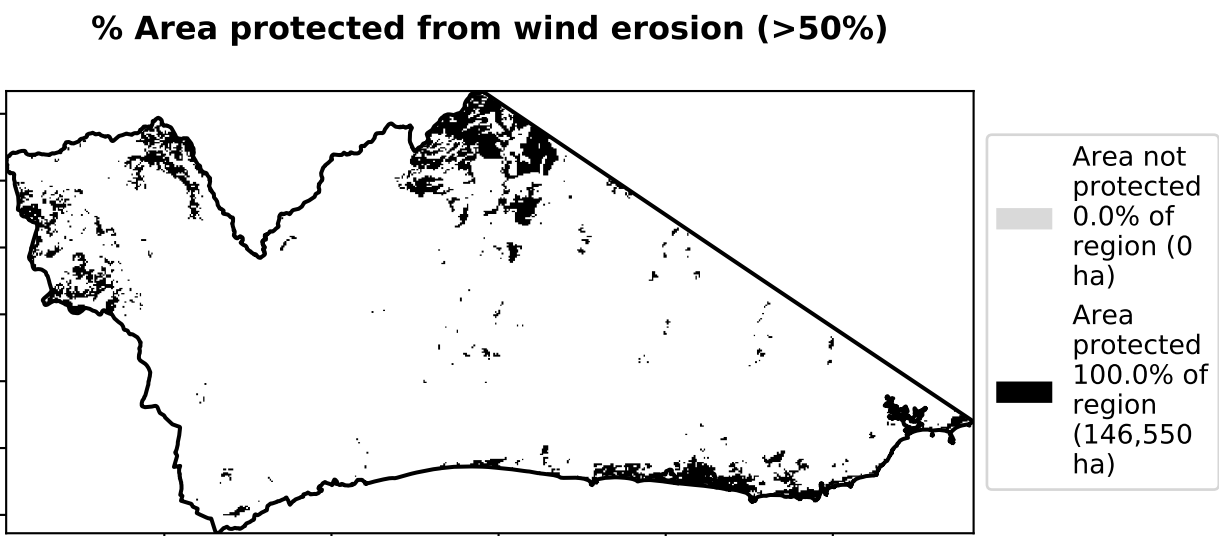 % Area protected from wind erosion (>50%)
Area not
protected
0.0% of
region (0
ha)
Area
protected
100.0% of
region
(146,550
ha)